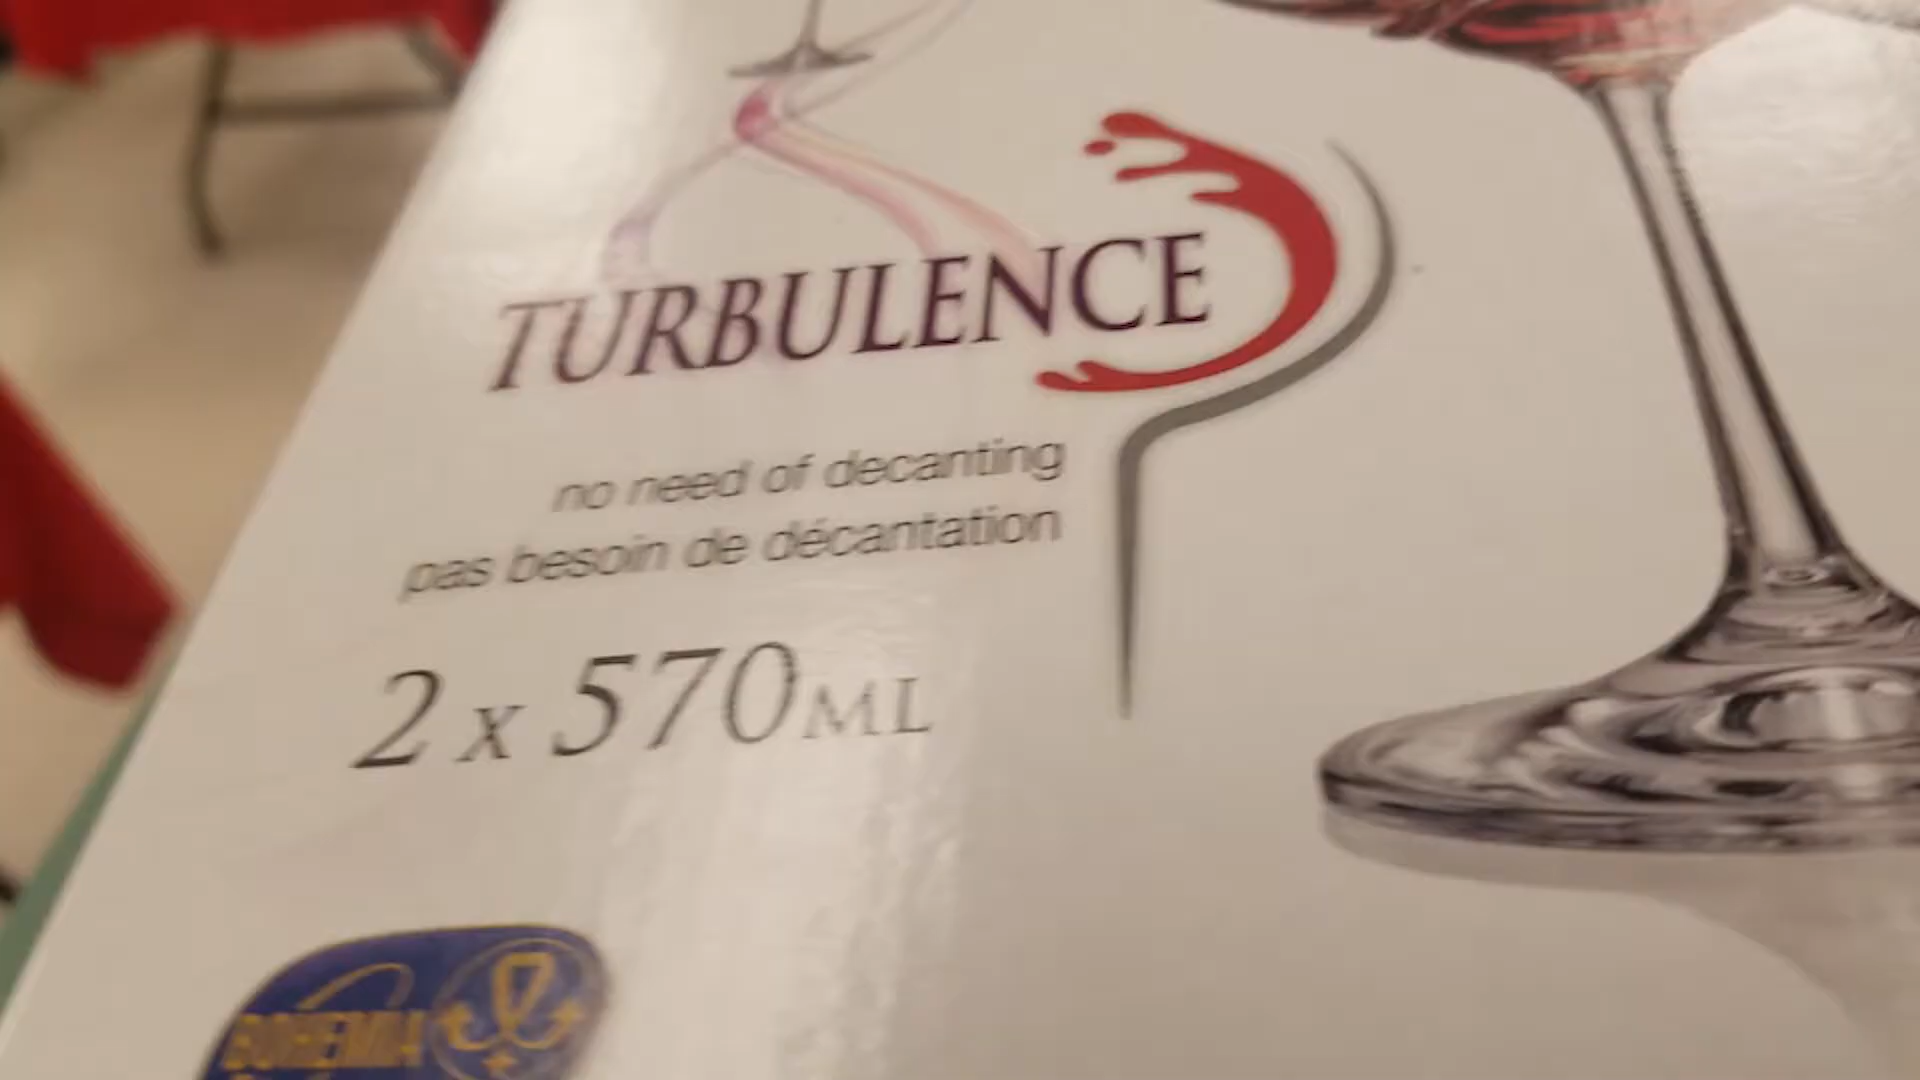 TURBULENCE
no need of decanting
pas besoin de décantation
2 x 570ML
BOHEMIA